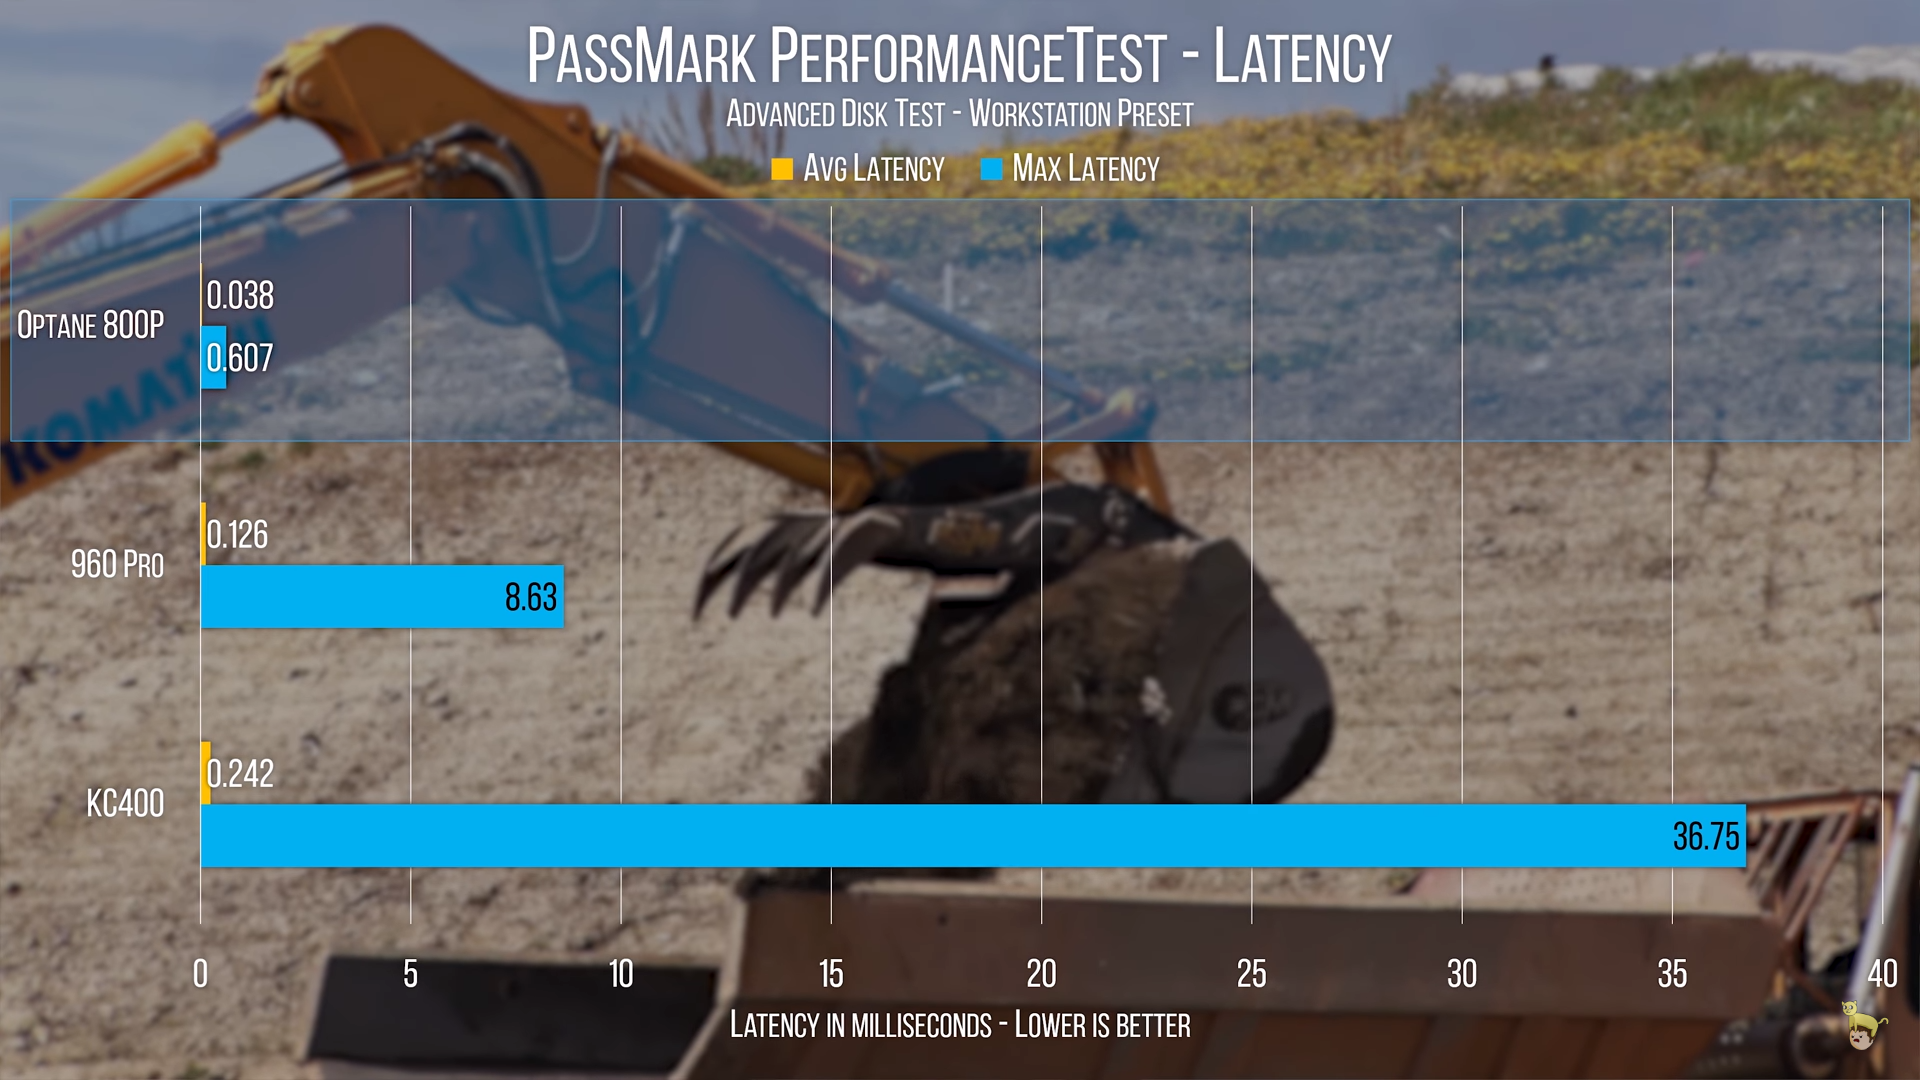 PassMark PerformanceTest - Latency
Advanced Disk Test - Workstation Preset
Avg Latency Max Latency
Optane 800P
0.038
0.607
KOMATSU
960 Pro
0.126
8.63
KC400
0.242
36.75
0 5 10 15 20 25 30 35 40
Latency in milliseconds - Lower is better